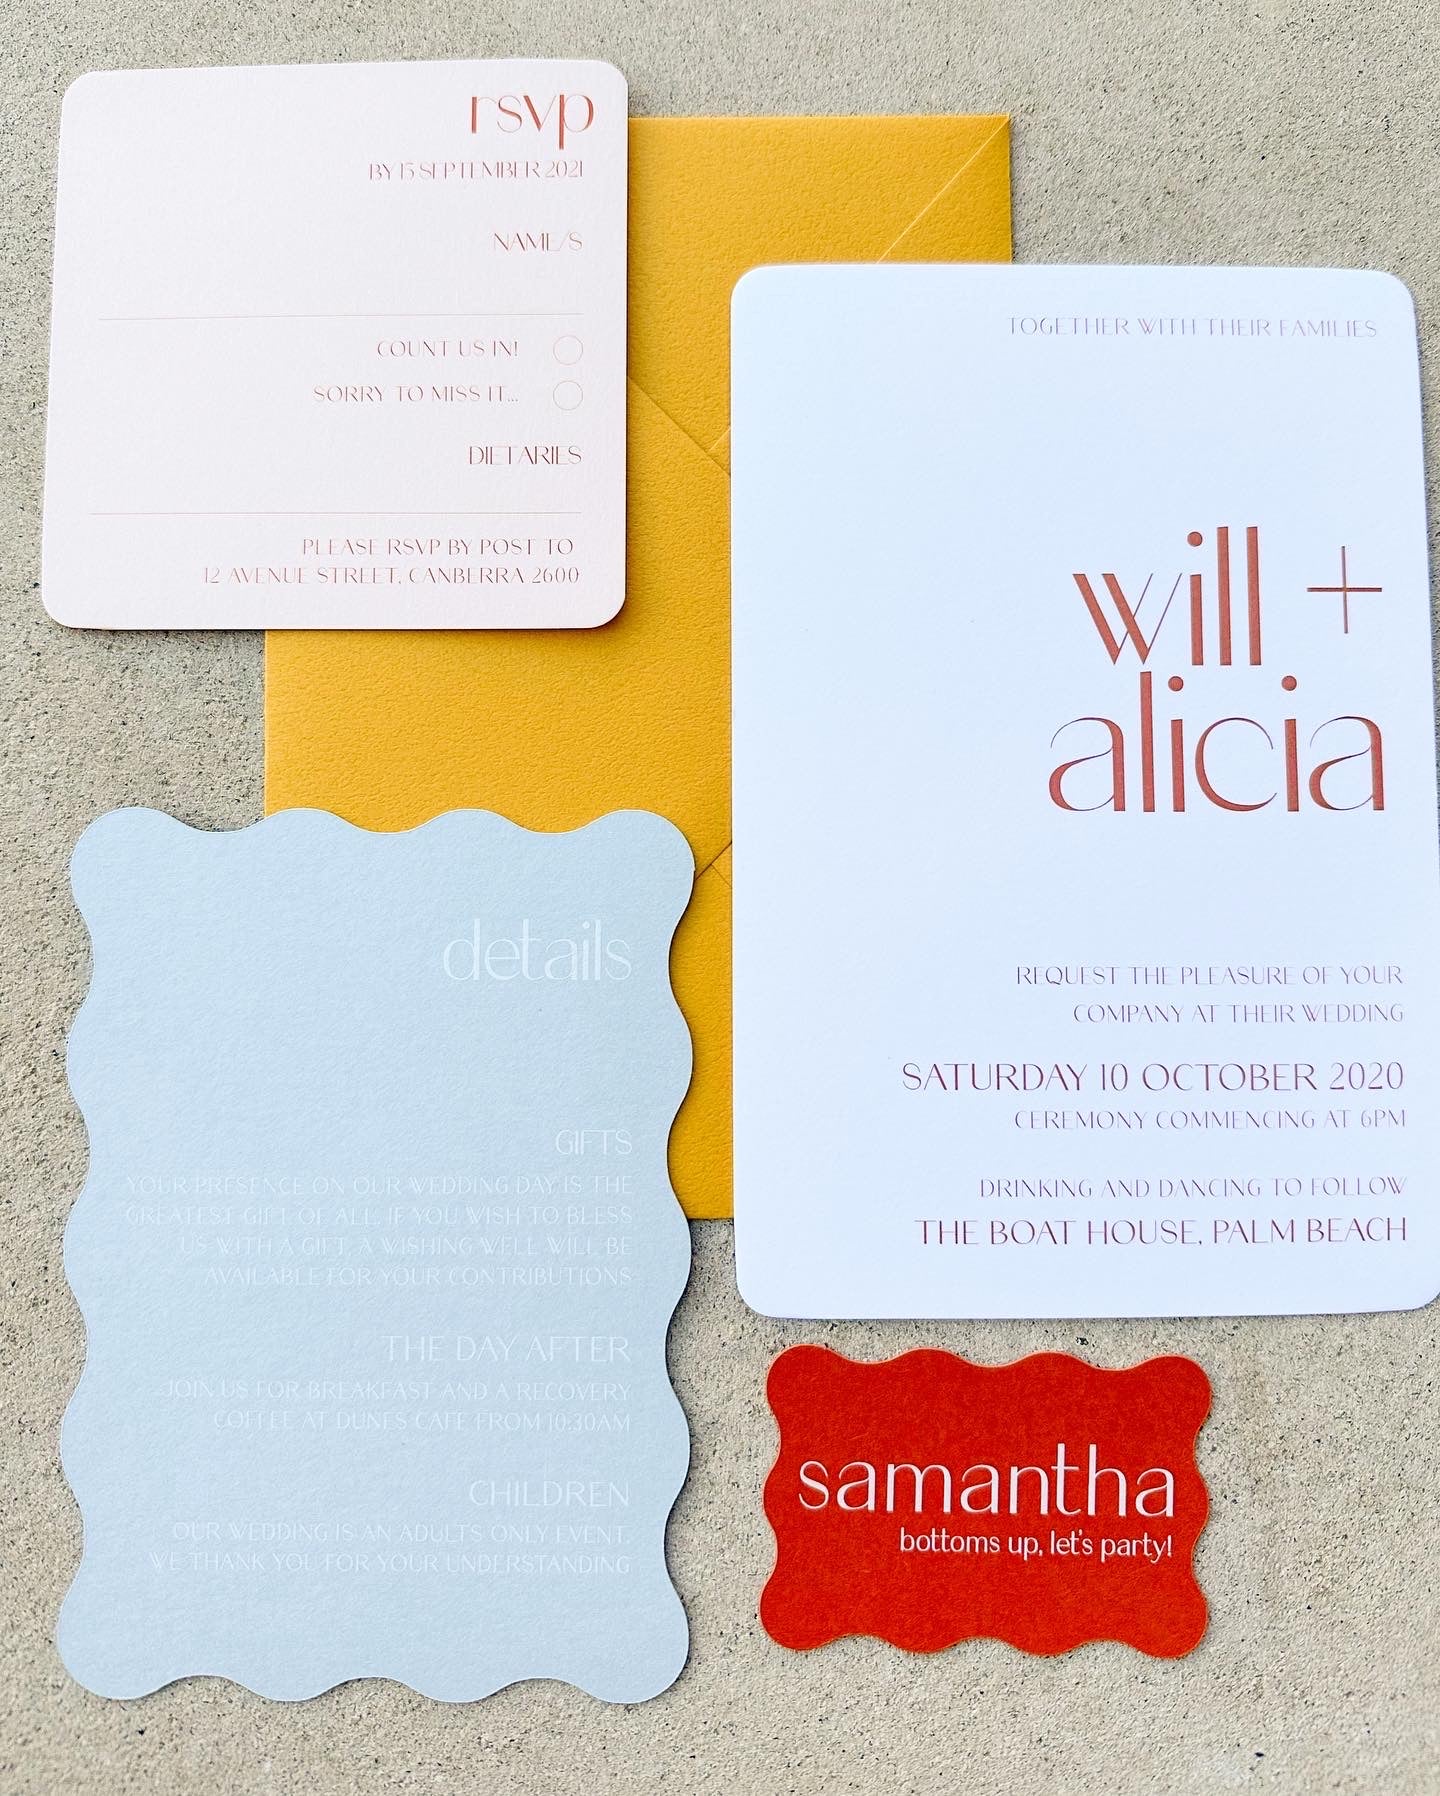 rsvp
BY 15 SEPTEMBER 2021
NAME/S
COUNT US IN!
SORRY TO MISS IT...
DIETARIES
PLEASE RSVP BY POST TO
12 AVENUE STREET, CANBERRA 2600
TOGETHER WITH THEIR FAMILIES
will +
alicia
REQUEST THE PLEASURE OF YOUR
COMPANY AT THEIR WEDDING
SATURDAY 10 OCTOBER 2020
CEREMONY COMMENCING AT 6PM
DRINKING AND DANCING TO FOLLOW
THE BOAT HOUSE, PALM BEACH
details
GIFTS
YOUR PRESENCE ON OUR WEDDING DAY IS THE
GREATEST GIFT OF ALL. IF YOU WISH TO BLESS
US WITH A GIFT, A WISHING WELL WILL BE
AVAILABLE FOR YOUR CONTRIBUTIONS
THE DAY AFTER
JOIN US FOR BREAKFAST AND A RECOVERY
COFFEE AT DUNES CAFE FROM 10:30AM
CHILDREN
OUR WEDDING IS AN ADULTS ONLY EVENT.
WE THANK YOU FOR YOUR UNDERSTANDING
samantha
bottoms up, let's party!